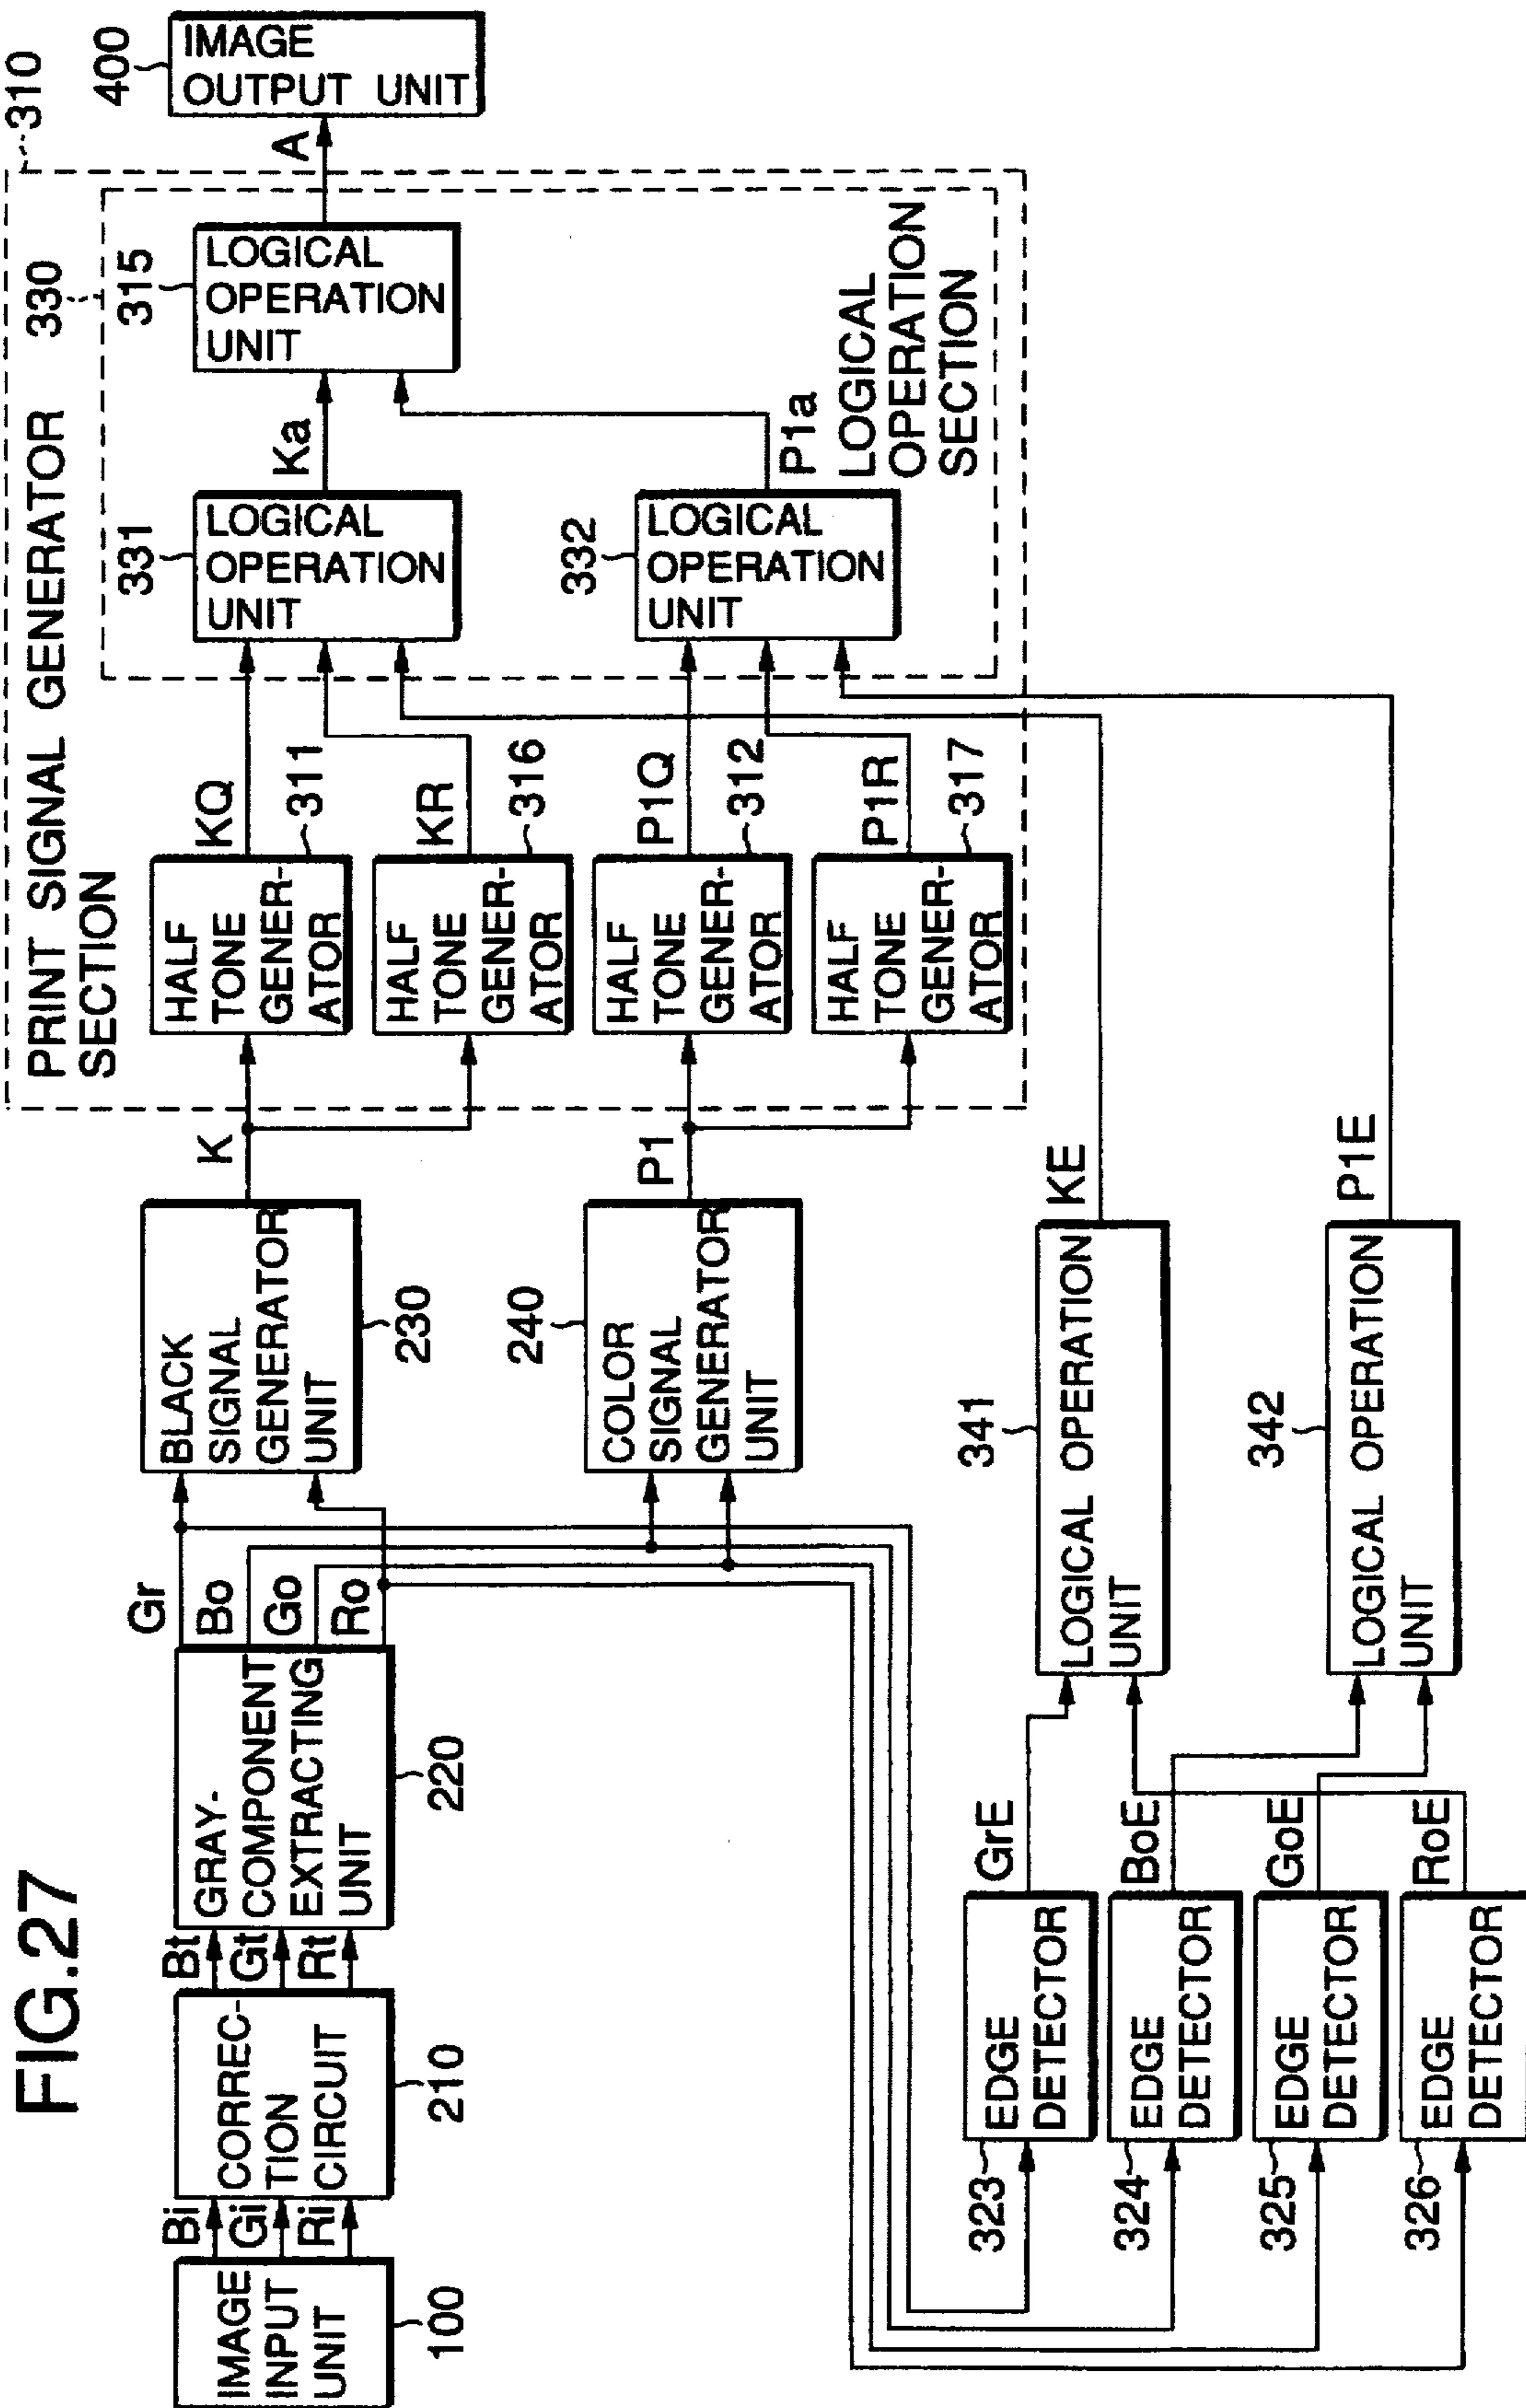 FIG.27
IMAGE
INPUT
UNIT
100
Bi
Gi
Ri
CORREC-
TION
CIRCUIT
210
Bt
Gt
Rt
GRAY-
COMPONENT
EXTRACTING
UNIT
220
Gr
Bo
Go
Ro
BLACK
SIGNAL
GENERATOR
UNIT
230
240
COLOR
SIGNAL
GENERATOR
UNIT
K
P1
PRINT SIGNAL GENERATOR
SECTION
310
HALF
TONE
GENER-
ATOR
311
KQ
HALF
TONE
GENER-
ATOR
316
KR
HALF
TONE
GENER-
ATOR
312
P1Q
HALF
TONE
GENER-
ATOR
317
P1R
330
331
LOGICAL
OPERATION
UNIT
Ka
332
LOGICAL
OPERATION
UNIT
P1a
315
LOGICAL
OPERATION
UNIT
LOGICAL
OPERATION
SECTION
A
400
IMAGE
OUTPUT UNIT
323
EDGE
DETECTOR
GrE
324
EDGE
DETECTOR
BoE
325
EDGE
DETECTOR
GoE
326
EDGE
DETECTOR
RoE
341
LOGICAL OPERATION
UNIT
KE
342
LOGICAL OPERATION
UNIT
P1E